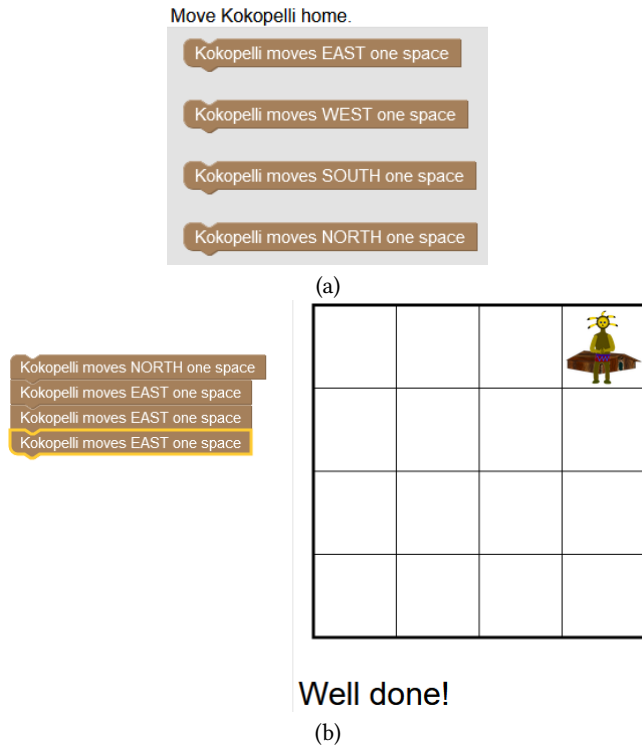 Move Kokopelli home.
Kokopelli moves EAST one space
Kokopelli moves WEST one space
Kokopelli moves SOUTH one space
Kokopelli moves NORTH one space
(a)
Kokopelli moves NORTH one space
Kokopelli moves EAST one space
Kokopelli moves EAST one space
Kokopelli moves EAST one space
Well done!
(b)